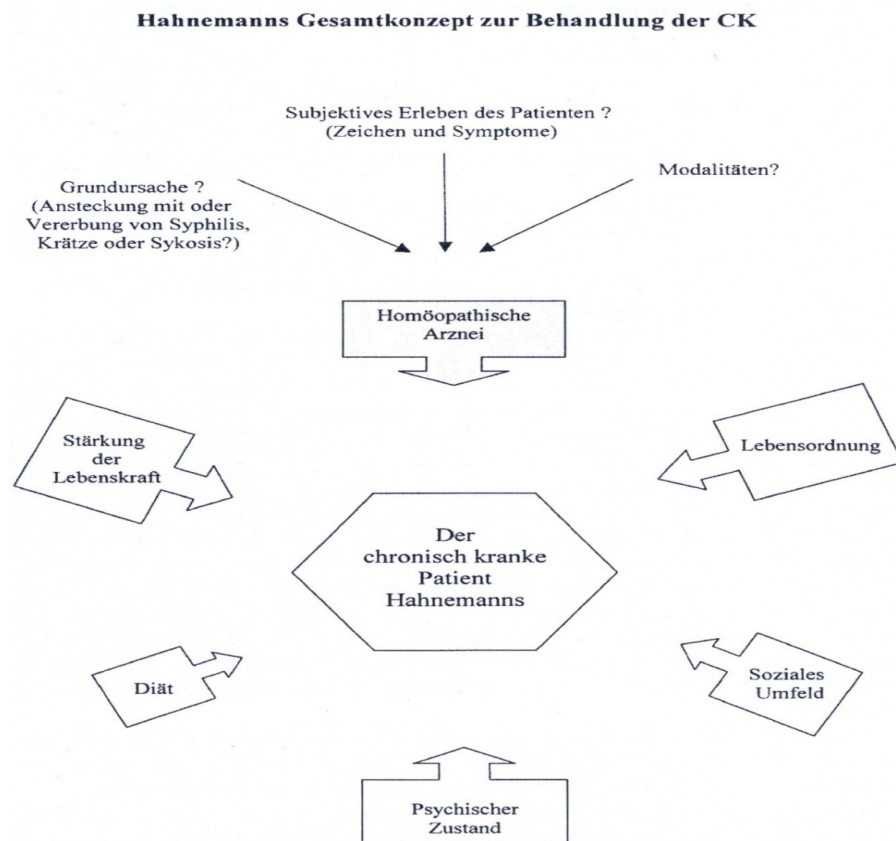 Hahnemanns Gesamtkonzept zur Behandlung der CK
Subjektives Erleben des Patienten ?
(Zeichen und Symptome)
Modalitäten?
Grundursache ?
(Ansteckung mit oder
Vererbung von Syphilis,
Krätze oder Sykosis?)
Homöopathische
Arznei
Stärkung
der
Lebenskraft
Lebensordnung
Der
chronisch kranke
Patient
Hahnemanns
Diät
Soziales
Umfeld
Psychischer
Zustand